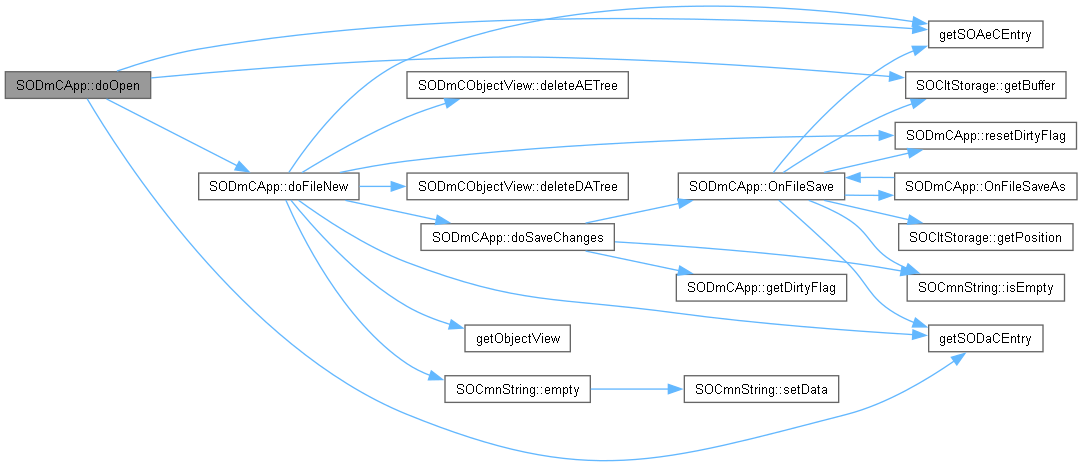 SODmCApp::doOpen
SODmCApp::doFileNew
SODmCObjectView::deleteAETree
SODmCObjectView::deleteDATree
SODmCApp::doSaveChanges
getObjectView
SOCmnString::empty
SODmCApp::OnFileSave
SODmCApp::getDirtyFlag
SOCmnString::setData
getSOAeCEntry
SOCltStorage::getBuffer
SODmCApp::resetDirtyFlag
SODmCApp::OnFileSaveAs
SOCltStorage::getPosition
SOCmnString::isEmpty
getSODaCEntry